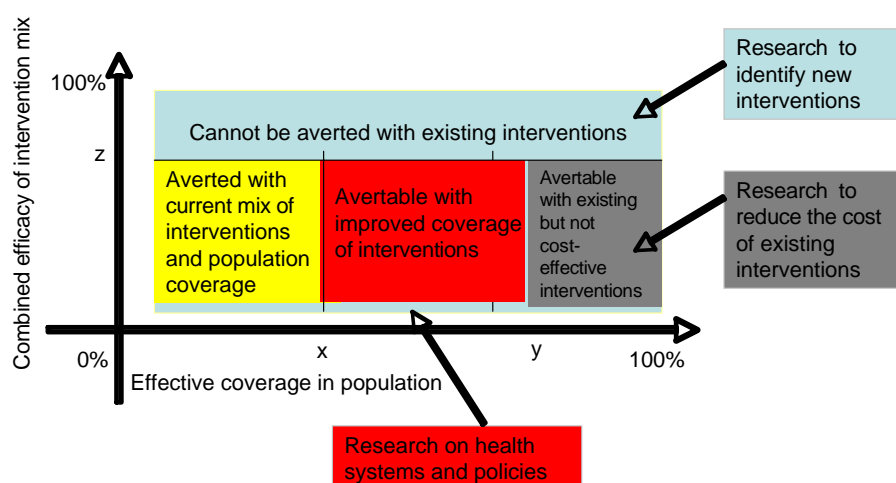 Combined efficacy of intervention mix
100%
z
Cannot be averted with existing interventions
Averted with
current mix of
interventions
and population
coverage
Avertable with
improved coverage
of interventions
Avertable
with existing
but not
cost-
effective
interventions
Research to
identify new
interventions
Research to
reduce the cost
of existing
interventions
0%
x
y
100%
Effective coverage in population
Research on health
systems and policies